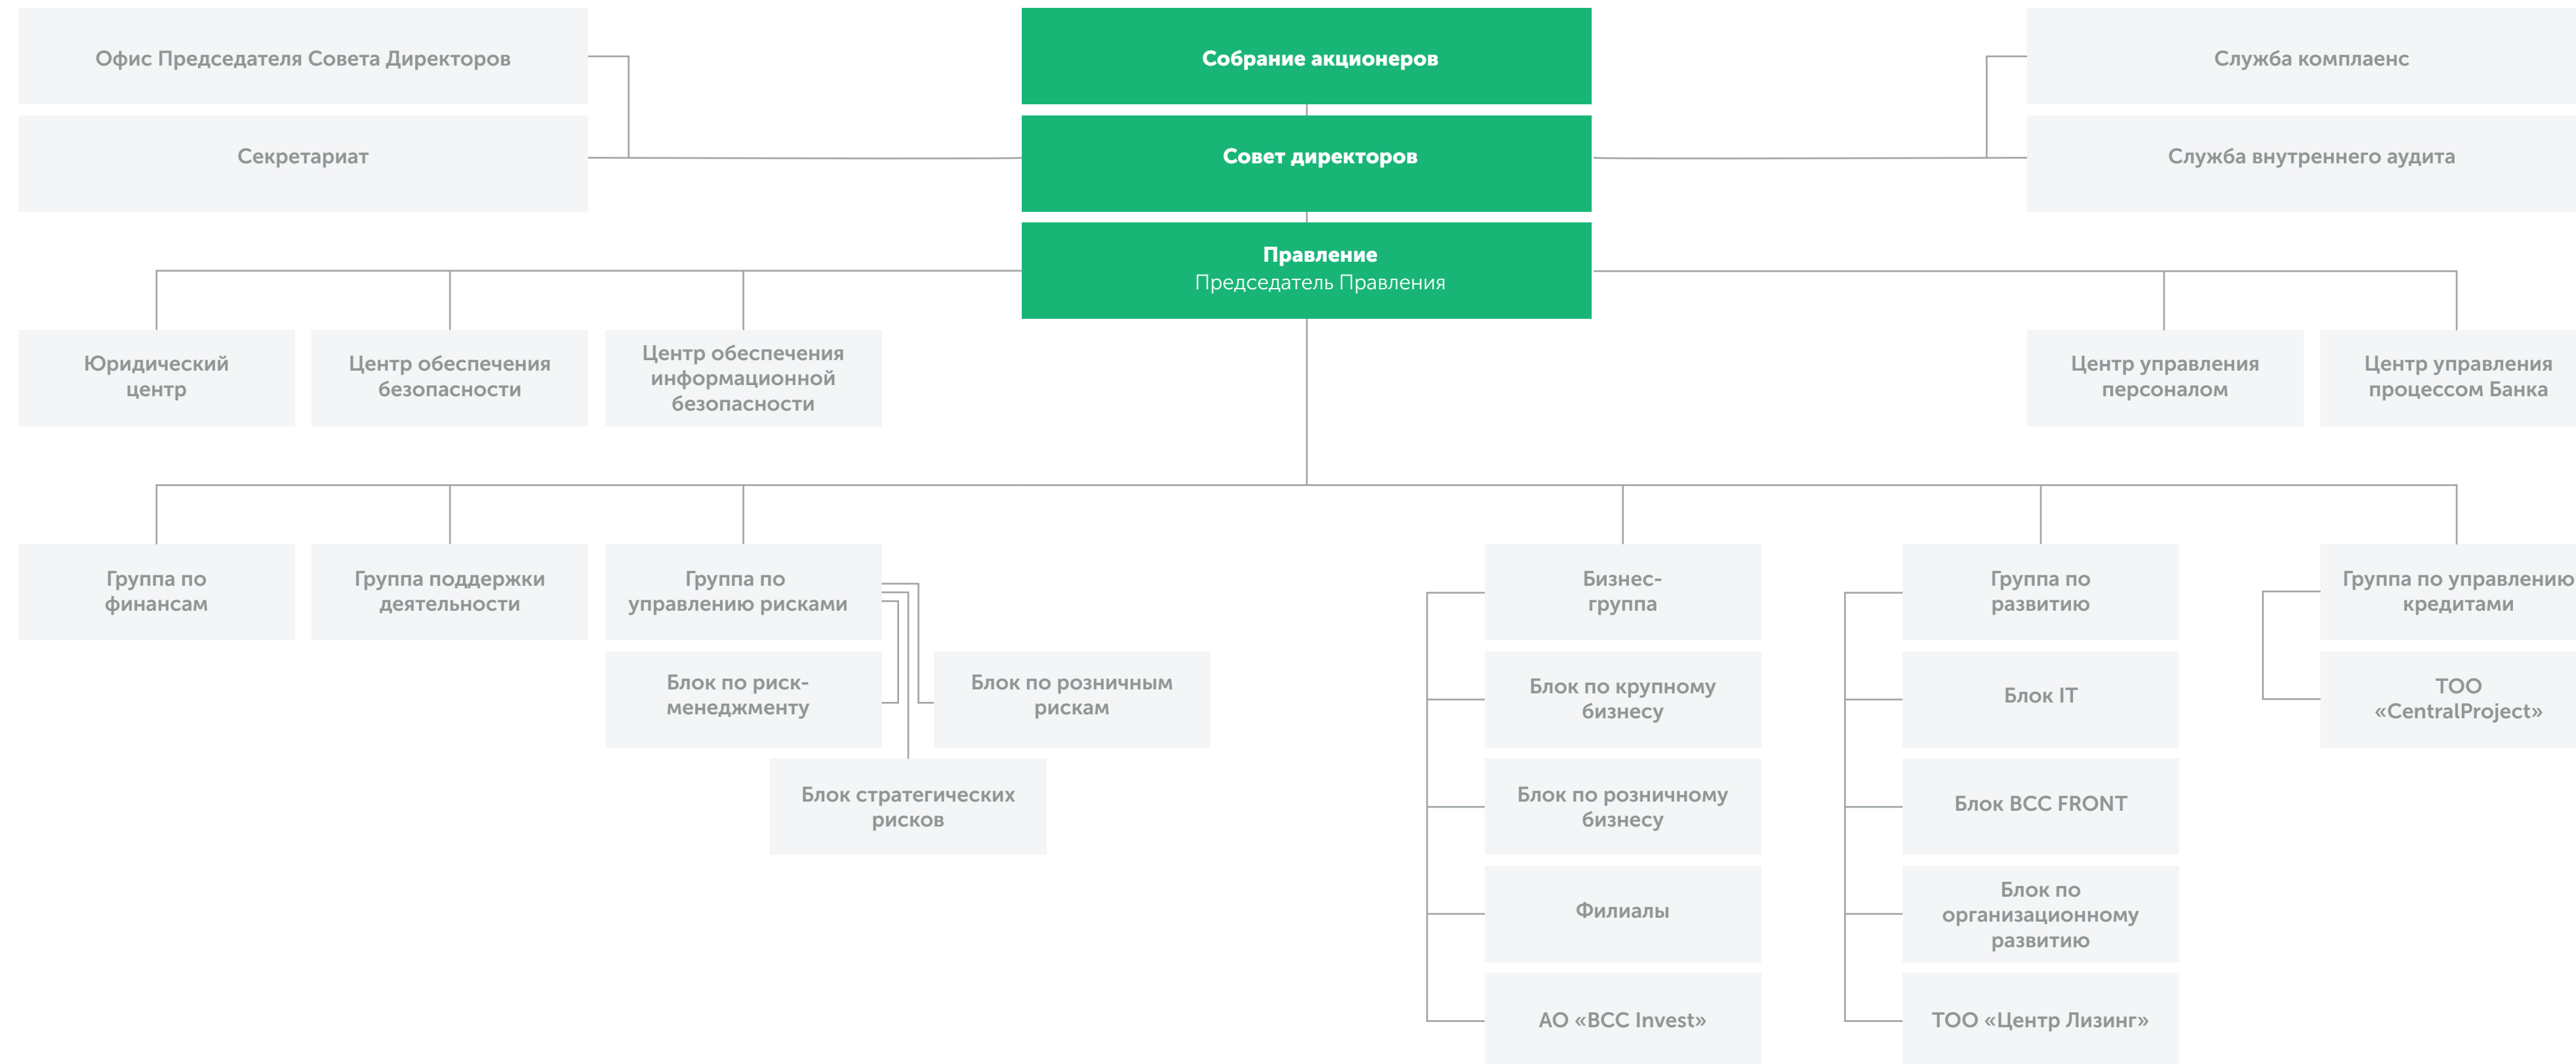 Офис Председателя Совета Директоров
Собрание акционеров
Служба комплаенс
Секретариат
Совет директоров
Служба внутреннего аудита
Правление
Председатель Правления
Юридический
центр
Центр обеспечения
безопасности
Центр обеспечения
информационной
безопасности
Центр управления
персоналом
Центр управления
процессом Банка
Группа по
финансам
Группа поддержки
деятельности
Группа по
управлению рисками
Бизнес-
группа
Группа по
развитию
Группа по управлению
кредитами
Блок по риск-
менеджменту
Блок по розничным
рискам
Блок по крупному
бизнесу
Блок IT
ТОО
«CentralProject»
Блок стратегических
рисков
Блок по розничному
бизнесу
Блок BCC FRONT
Филиалы
Блок по
организационному
развитию
АО «BCC Invest»
ТОО «Центр Лизинг»